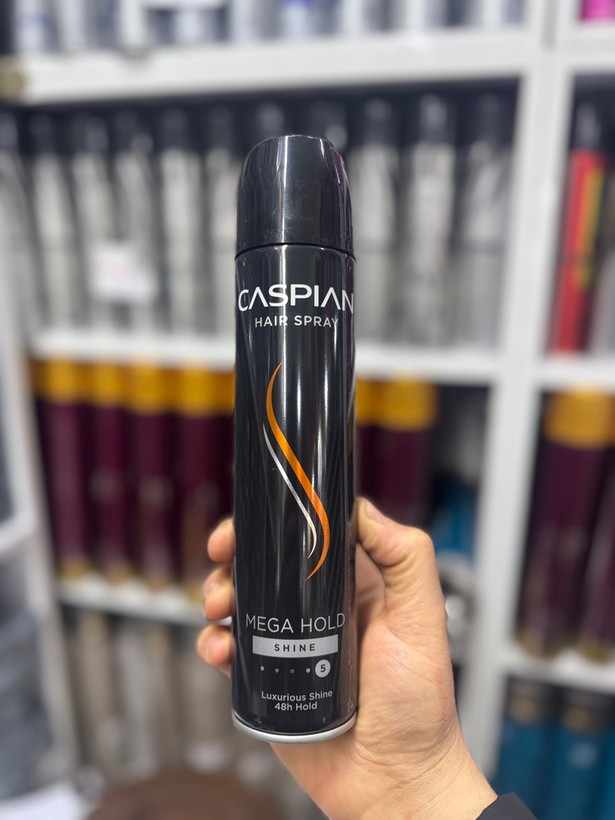 CASPIAN
HAIR SPRAY
MEGA HOLD
SHINE
5
Luxurious Shine
48h Hold